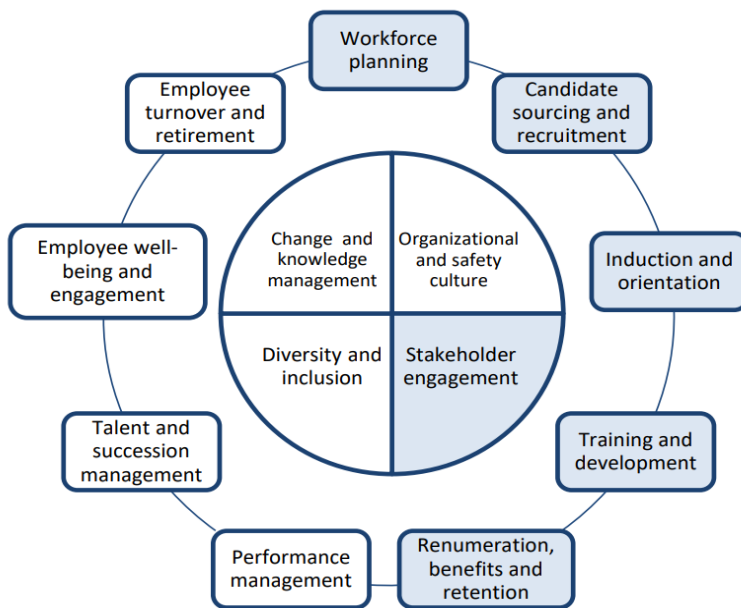 Workforce
planning
Candidate
sourcing and
recruitment
Induction and
orientation
Training and
development
Renumeration,
benefits and
retention
Performance
management
Talent and
succession
management
Employee well-
being and
engagement
Employee
turnover and
retirement
Change and
knowledge
management
Organizational
and safety
culture
Diversity and
inclusion
Stakeholder
engagement